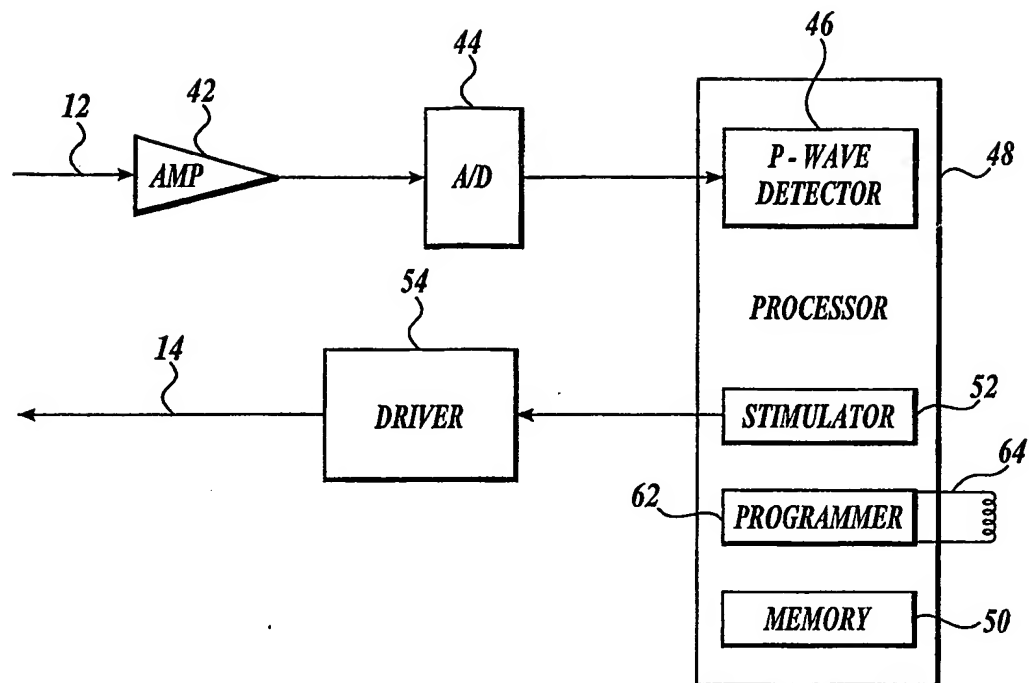 44
46
12
42
AMP
A/D
P - WAVE
DETECTOR
48
PROCESSOR
54
14
DRIVER
STIMULATOR
52
64
62
PROGRAMMER
MEMORY
50